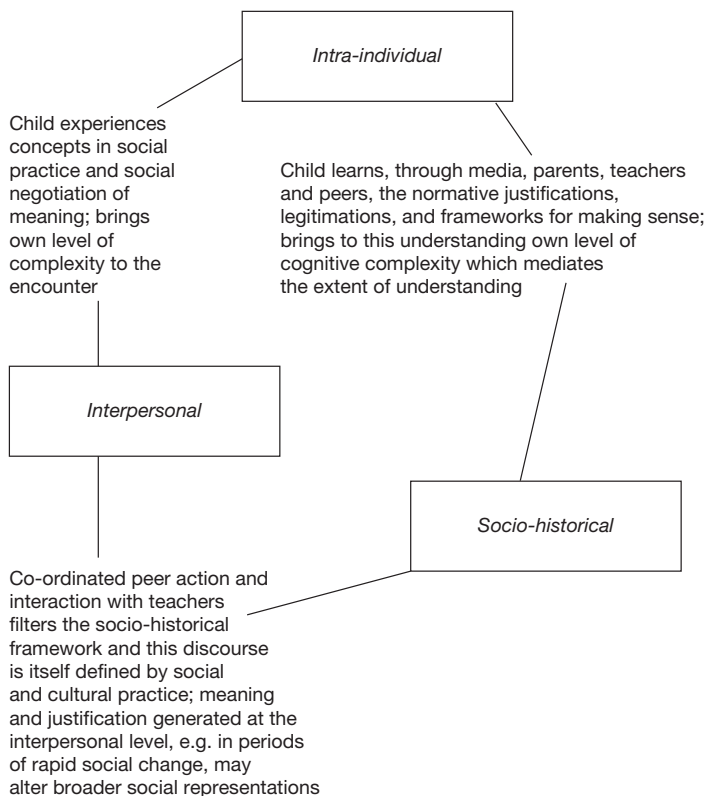 Intra-individual
Child experiences
concepts in social
practice and social
negotiation of
meaning; brings
own level of
complexity to the
encounter
Child learns, through media, parents, teachers
and peers, the normative justifications,
legitimations, and frameworks for making sense;
brings to this understanding own level of
cognitive complexity which mediates
the extent of understanding
Interpersonal
Socio-historical
Co-ordinated peer action and
interaction with teachers
filters the socio-historical
framework and this discourse
is itself defined by social
and cultural practice; meaning
and justification generated at the
interpersonal level, e.g. in periods
of rapid social change, may
alter broader social representations